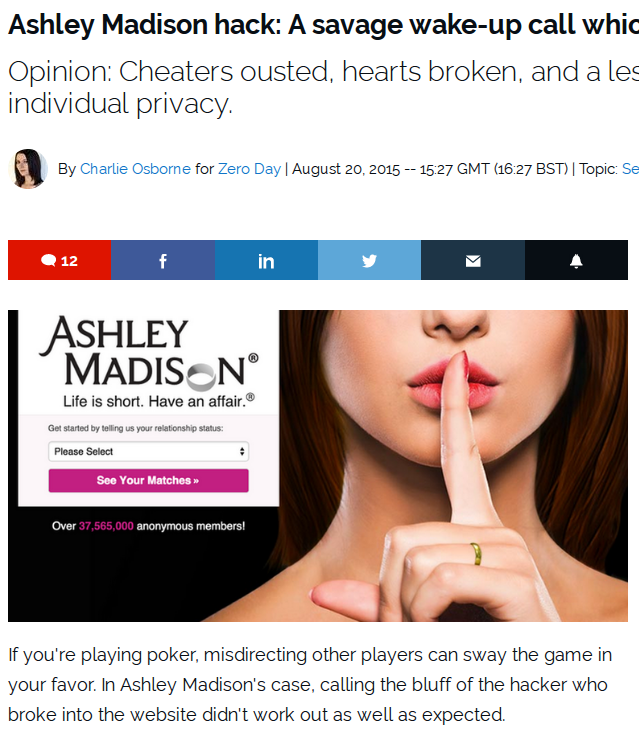 Ashley Madison hack: A savage wake-up call
Opinion: Cheaters ousted, hearts broken, and a
individual privacy.
By Charlie Osborne for Zero Day | August 20, 2015 -- 15:27 GMT (16:27 BST) | Topic:
12
f
in
ASHLEY
MADISON®
Life is short. Have an affair.®
Get started by telling us your relationship status:
Please Select
See Your Matches »
Over 37,565,000 anonymous members!
If you're playing poker, misdirecting other players can sway the game in
your favor. In Ashley Madison's case, calling the bluff of the hacker who
broke into the website didn't work out as well as expected.